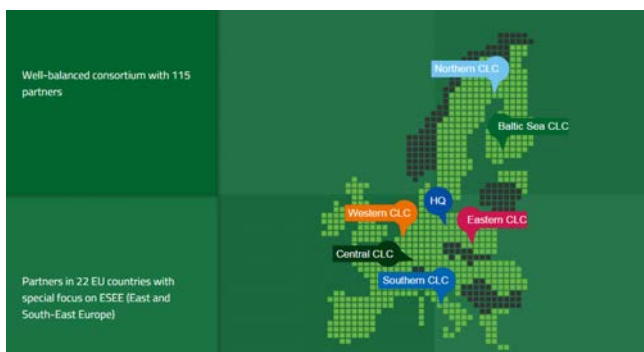 Well-balanced consortium with 115
partners
Northern CLC
Baltic Sea CLC
HQ
Western CLC
Eastern CLC
Central CLC
Southern CLC
Partners in 22 EU countries with
special focus on ESEE (East and
South-East Europe)